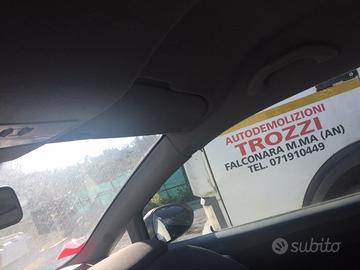 AUTODEMOLIZIONI
TROZZI
FALCONARA M.MA (AN)
TEL. 071910449
subito